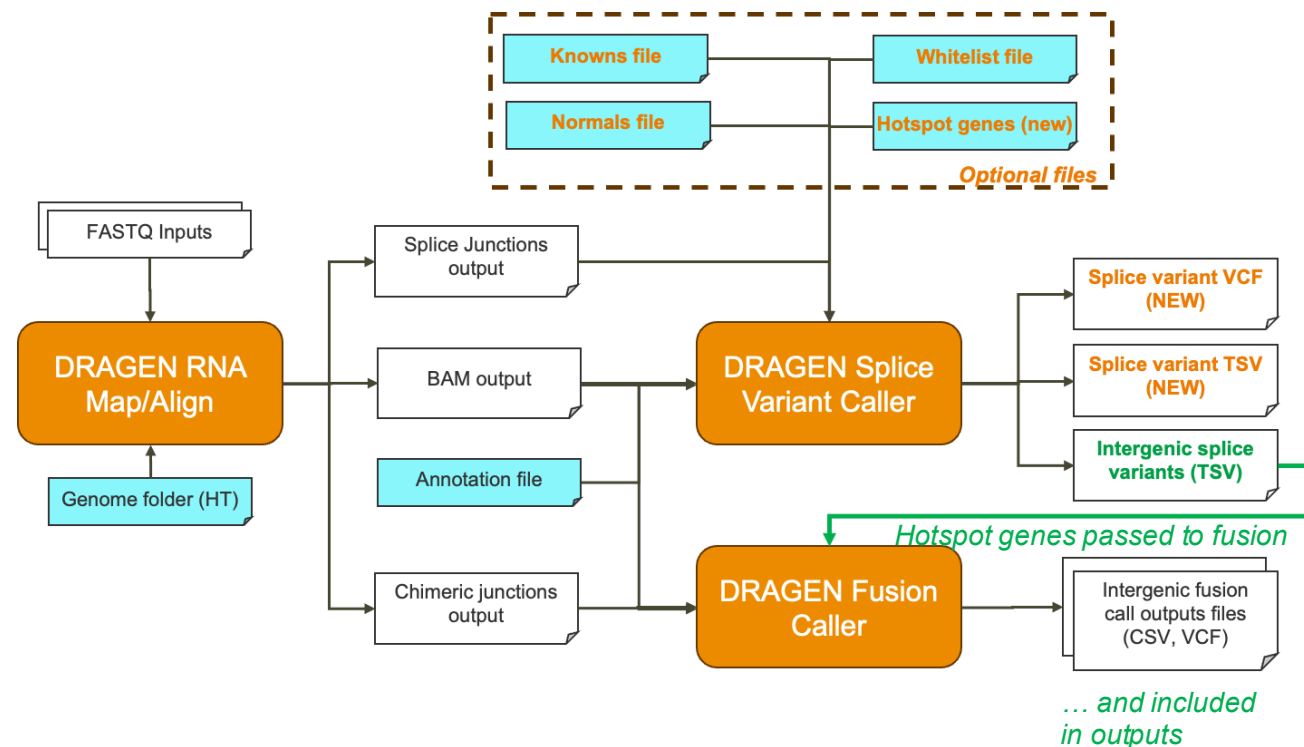 Knowns file
Whitelist file
Normals file
Hotspot genes (new)
Optional files
FASTQ Inputs
Splice Junctions
output
Splice variant VCF
(NEW)
DRAGEN RNA
Map/Align
BAM output
DRAGEN Splice
Variant Caller
Splice variant TSV
(NEW)
Genome folder (HT)
Annotation file
Intergenic splice
variants (TSV)
Hotspot genes passed to fusion
Chimeric junctions
output
DRAGEN Fusion
Caller
Intergenic fusion
call outputs files
(CSV, VCF)
… and included
in outputs